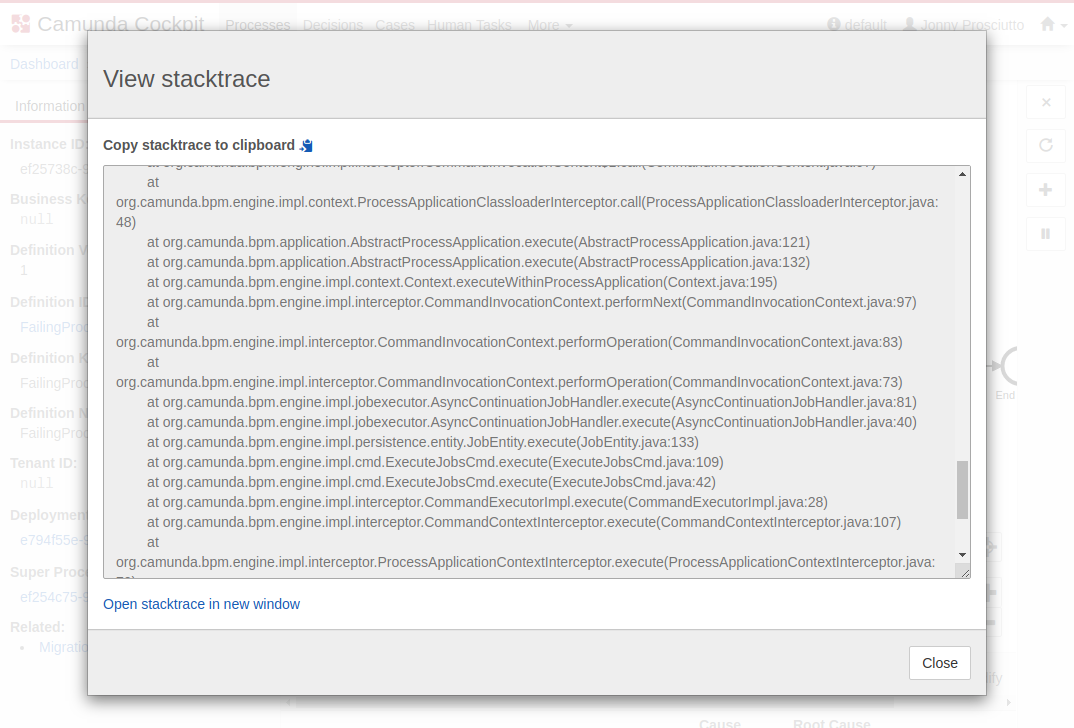 Camunda Cockpit
Processes Decisions Cases Human Tasks More
default Jonny Prosciutto
Dashboard
Information
Instance ID:
ef25738c-9
Business K
null
Definition V
1
Definition ID
FailingProc
Definition K
FailingProc
Definition N
FailingProc
Tenant ID:
null
Deployment
e794f55e-9
Super Proc
ef254c75-9
Related:
Migratio
View stacktrace
Copy stacktrace to clipboard
at
org.camunda.bpm.engine.impl.context.ProcessApplicationClassloaderInterceptor.call(ProcessApplicationClassloaderInterceptor.java:
48)
at org.camunda.bpm.application.AbstractProcessApplication.execute(AbstractProcessApplication.java:121)
at org.camunda.bpm.application.AbstractProcessApplication.execute(AbstractProcessApplication.java:132)
at org.camunda.bpm.engine.impl.context.Context.executeWithinProcessApplication(Context.java:195)
at org.camunda.bpm.engine.impl.interceptor.CommandInvocationContext.performNext(CommandInvocationContext.java:97)
at
org.camunda.bpm.engine.impl.interceptor.CommandInvocationContext.performOperation(CommandInvocationContext.java:83)
at
org.camunda.bpm.engine.impl.interceptor.CommandInvocationContext.performOperation(CommandInvocationContext.java:73)
at org.camunda.bpm.engine.impl.jobexecutor.AsyncContinuationJobHandler.execute(AsyncContinuationJobHandler.java:81)
at org.camunda.bpm.engine.impl.jobexecutor.AsyncContinuationJobHandler.execute(AsyncContinuationJobHandler.java:40)
at org.camunda.bpm.engine.impl.persistence.entity.JobEntity.execute(JobEntity.java:133)
at org.camunda.bpm.engine.impl.cmd.ExecuteJobsCmd.execute(ExecuteJobsCmd.java:109)
at org.camunda.bpm.engine.impl.cmd.ExecuteJobsCmd.execute(ExecuteJobsCmd.java:42)
at org.camunda.bpm.engine.impl.interceptor.CommandExecutorImpl.execute(CommandExecutorImpl.java:28)
at org.camunda.bpm.engine.impl.interceptor.CommandContextInterceptor.execute(CommandContextInterceptor.java:107)
at
org.camunda.bpm.engine.impl.interceptor.ProcessApplicationContextInterceptor.execute(ProcessApplicationContextInterceptor.java:
Open stacktrace in new window
Close
End
Cause Root Cause